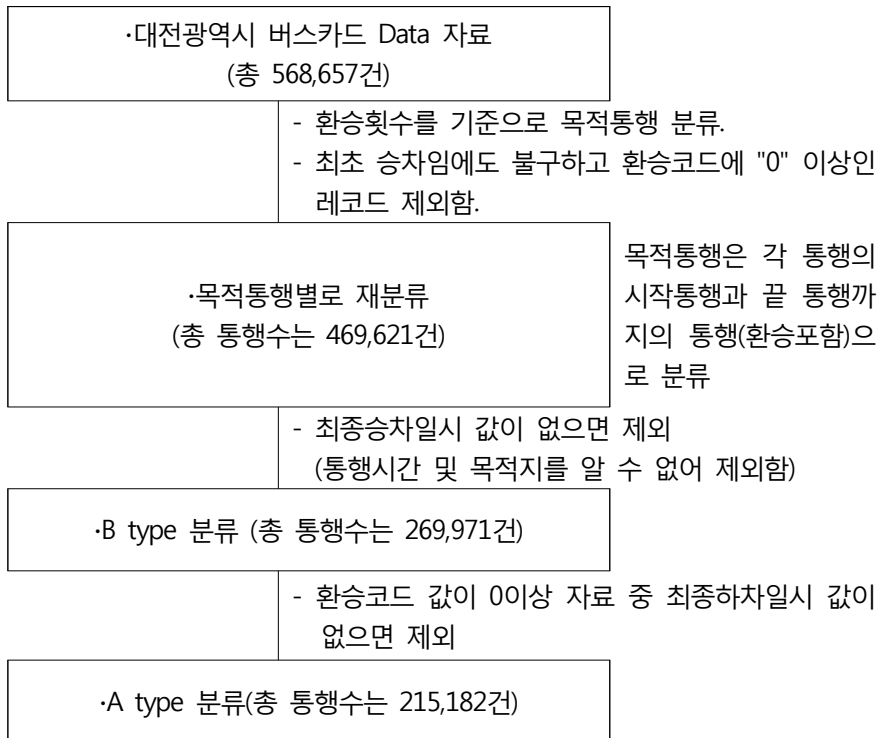 ·대전광역시 버스카드 Data 자료
(총 568,657건)
- 환승횟수를 기준으로 목적통행 분류.
- 최초 승차임에도 불구하고 환승코드에 "0" 이상인
레코드 제외함.
·목적통행별로 재분류
(총 통행수는 469,621건)
목적통행은 각 통행의
시작통행과 끝 통행까
지의 통행(환승포함)으
로 분류
- 최종승차일시 값이 없으면 제외
(통행시간 및 목적지를 알 수 없어 제외함)
·B type 분류 (총 통행수는 269,971건)
- 환승코드 값이 0이상 자료 중 최종하차일시 값이
없으면 제외
·A type 분류(총 통행수는 215,182건)